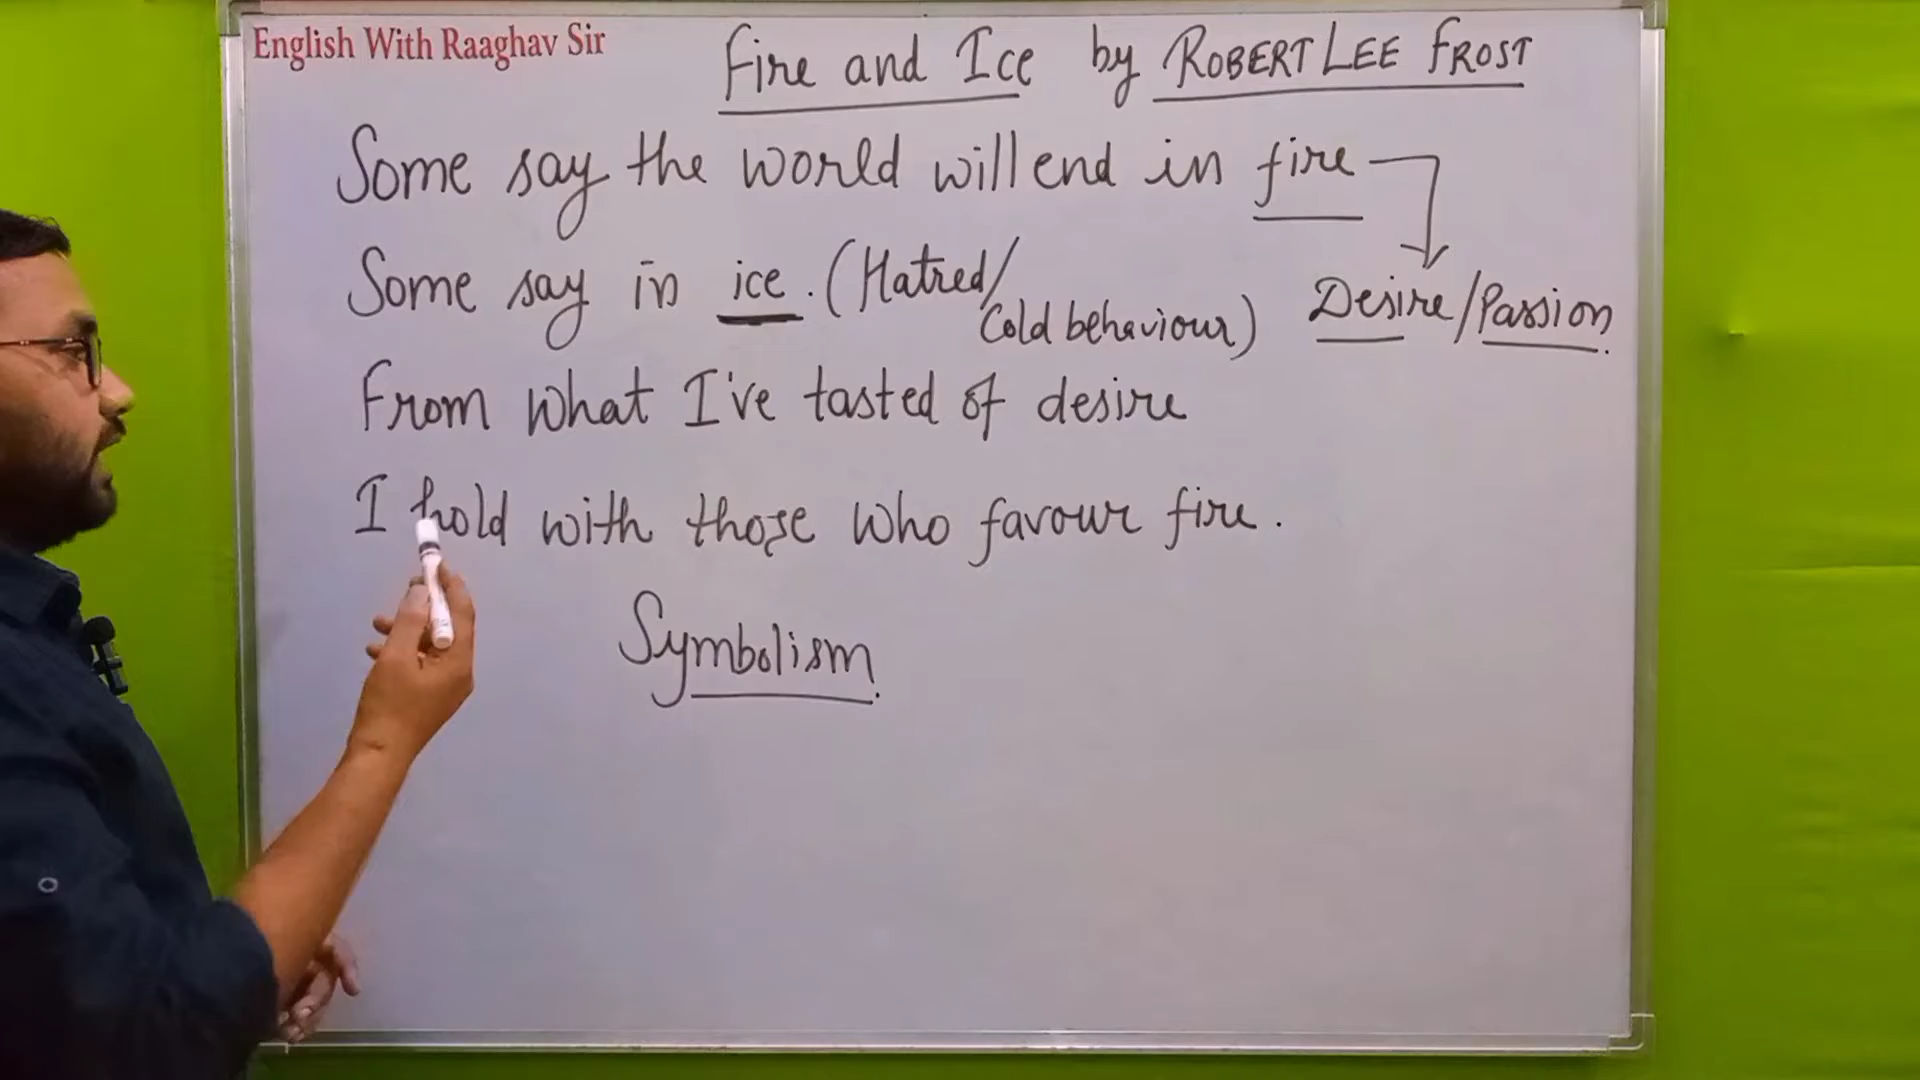 English With Raaghav Sir
Fire and Ice by ROBERT LEE FROST
Some say the world will end in fire
Some say in ice. (Hatred/
Cold behaviour) Desire/Passion.
From what I've tasted of desire
I hold with those who favour fire.
Symbolism.